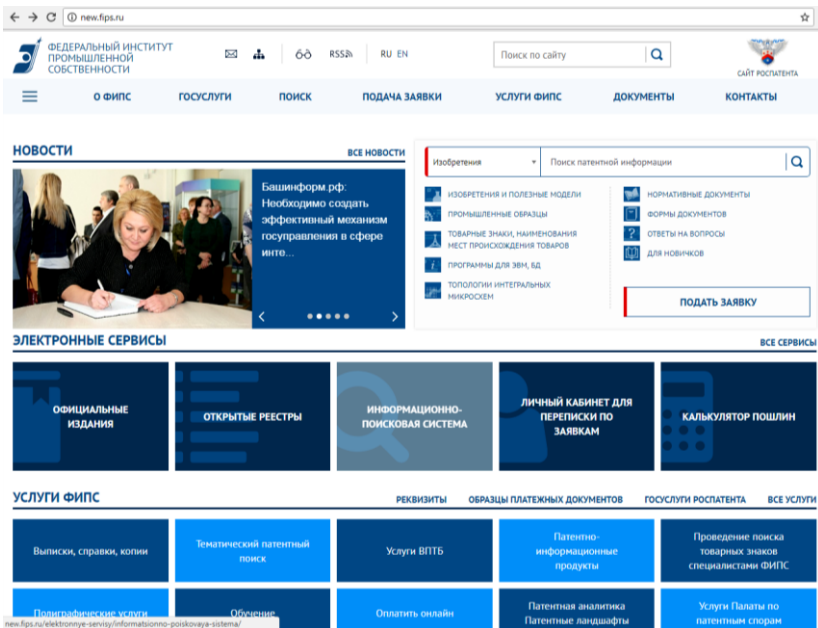 new.fips.ru
ФЕДЕРАЛЬНЫЙ ИНСТИТУТ
ПРОМЫШЛЕННОЙ
СОБСТВЕННОСТИ
RSS
RU EN
Поиск по сайту
САЙТ РОСПАТЕНТА
О ФИПС ГОСУСЛУГИ ПОИСК ПОДАЧА ЗАЯВКИ УСЛУГИ ФИПС ДОКУМЕНТЫ КОНТАКТЫ
НОВОСТИ
ВСЕ НОВОСТИ
Башинформ.рф:
Необходимо создать
эффективный механизм
госуправления в сфере
инте...
Изобретения
Поиск патентной информации
ИЗОБРЕТЕНИЯ И ПОЛЕЗНЫЕ МОДЕЛИ
ПРОМЫШЛЕННЫЕ ОБРАЗЦЫ
ТОВАРНЫЕ ЗНАКИ, НАИМЕНОВАНИЯ
МЕСТ ПРОИСХОЖДЕНИЯ ТОВАРОВ
ПРОГРАММЫ ДЛЯ ЭВМ, БД
ТОПОЛОГИИ ИНТЕГРАЛЬНЫХ
МИКРОСХЕМ
НОРМАТИВНЫЕ ДОКУМЕНТЫ
ФОРМЫ ДОКУМЕНТОВ
ОТВЕТЫ НА ВОПРОСЫ
ДЛЯ НОВИЧКОВ
ПОДАТЬ ЗАЯВКУ
ЭЛЕКТРОННЫЕ СЕРВИСЫ
ВСЕ СЕРВИСЫ
ОФИЦИАЛЬНЫЕ
ИЗДАНИЯ
ОТКРЫТЫЕ РЕЕСТРЫ
ИНФОРМАЦИОННО-
ПОИСКОВАЯ СИСТЕМА
ЛИЧНЫЙ КАБИНЕТ ДЛЯ
ПЕРЕПИСКИ ПО
ЗАЯВКАМ
КАЛЬКУЛЯТОР ПОШЛИН
УСЛУГИ ФИПС
РЕКВИЗИТЫ ОБРАЗЦЫ ПЛАТЕЖНЫХ ДОКУМЕНТОВ ГОСУСЛУГИ РОСПАТЕНТА ВСЕ УСЛУГИ
Выписки, справки, копии
Тематический патентный
поиск
Услуги ВПТБ
Патентно-
информационные
продукты
Проведение поиска
товарных знаков
специалистами ФИПС
Полиграфические услуги
Обучение
Оплатить онлайн
Патентная аналитика
Патентные ландшафты
Услуги Палаты по
патентным спорам
new.fips.ru/elektronnye-servisy/informatsionno-poiskovaya-sistema/